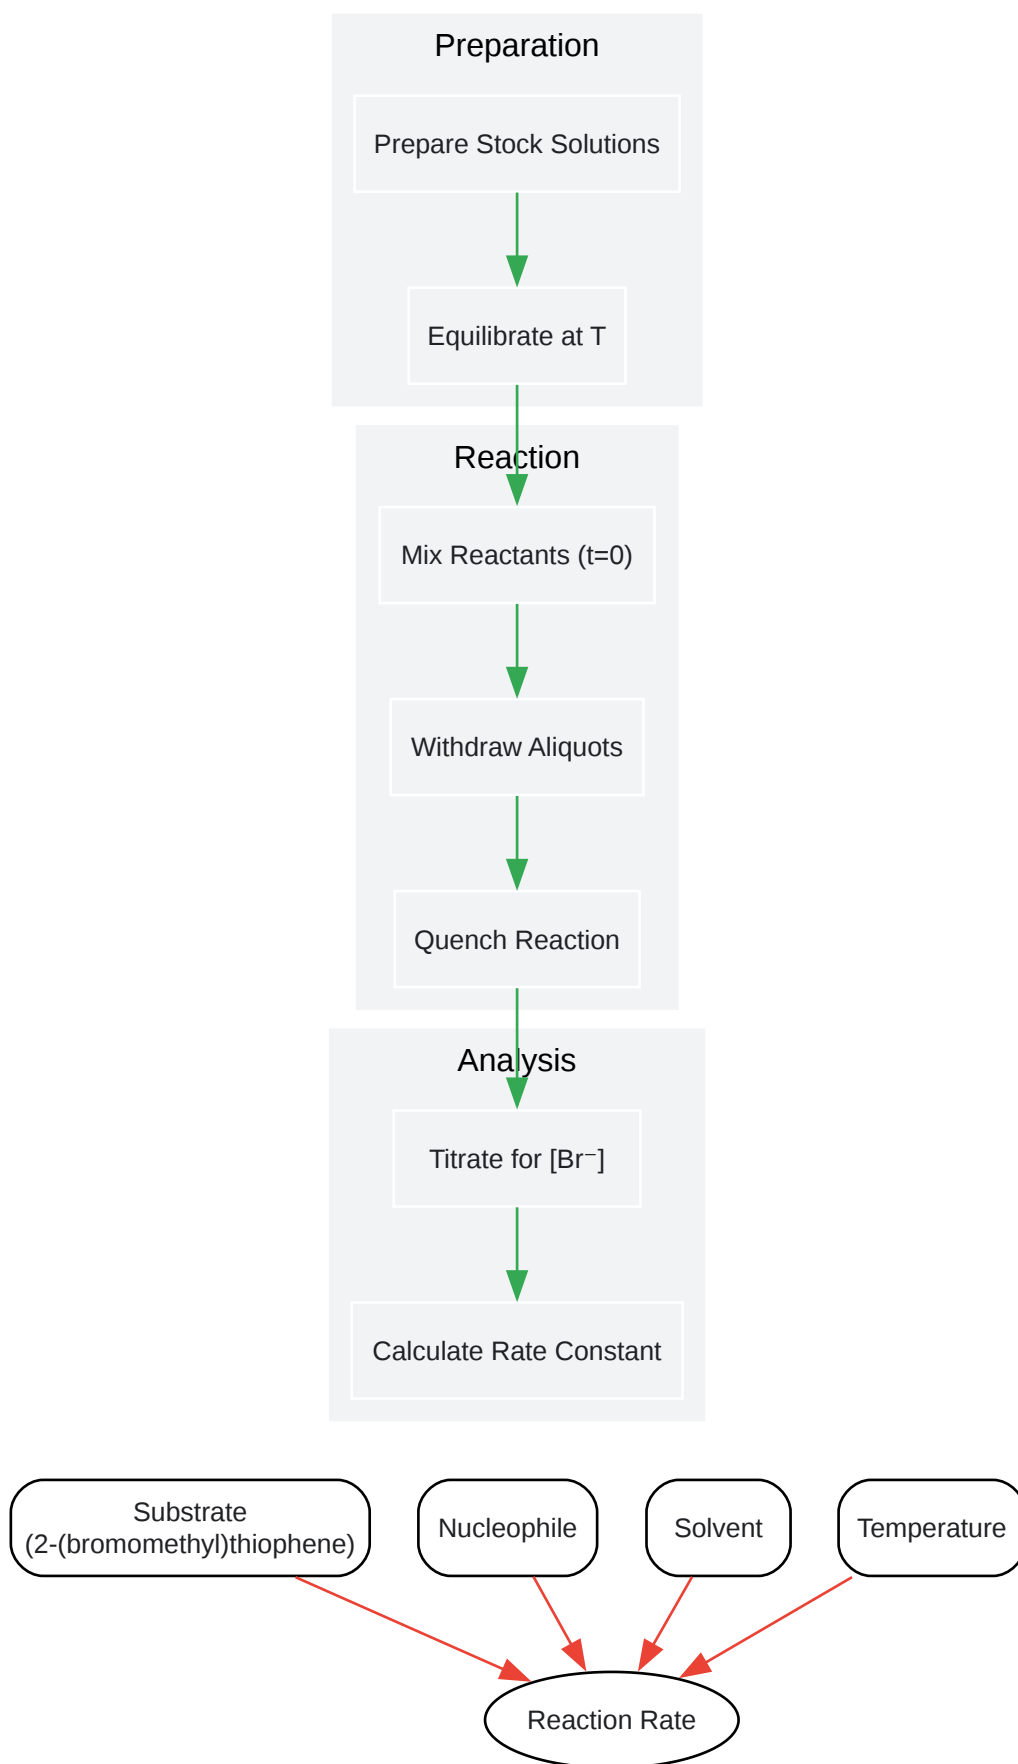 Preparation
Prepare Stock Solutions
Equilibrate at T
Reaction
Mix Reactants (t=0)
Withdraw Aliquots
Quench Reaction
Analysis
Titrate for [Br⁻]
Calculate Rate Constant
Substrate
(2-(bromomethyl)thiophene)
Nucleophile
Solvent
Temperature
Reaction Rate